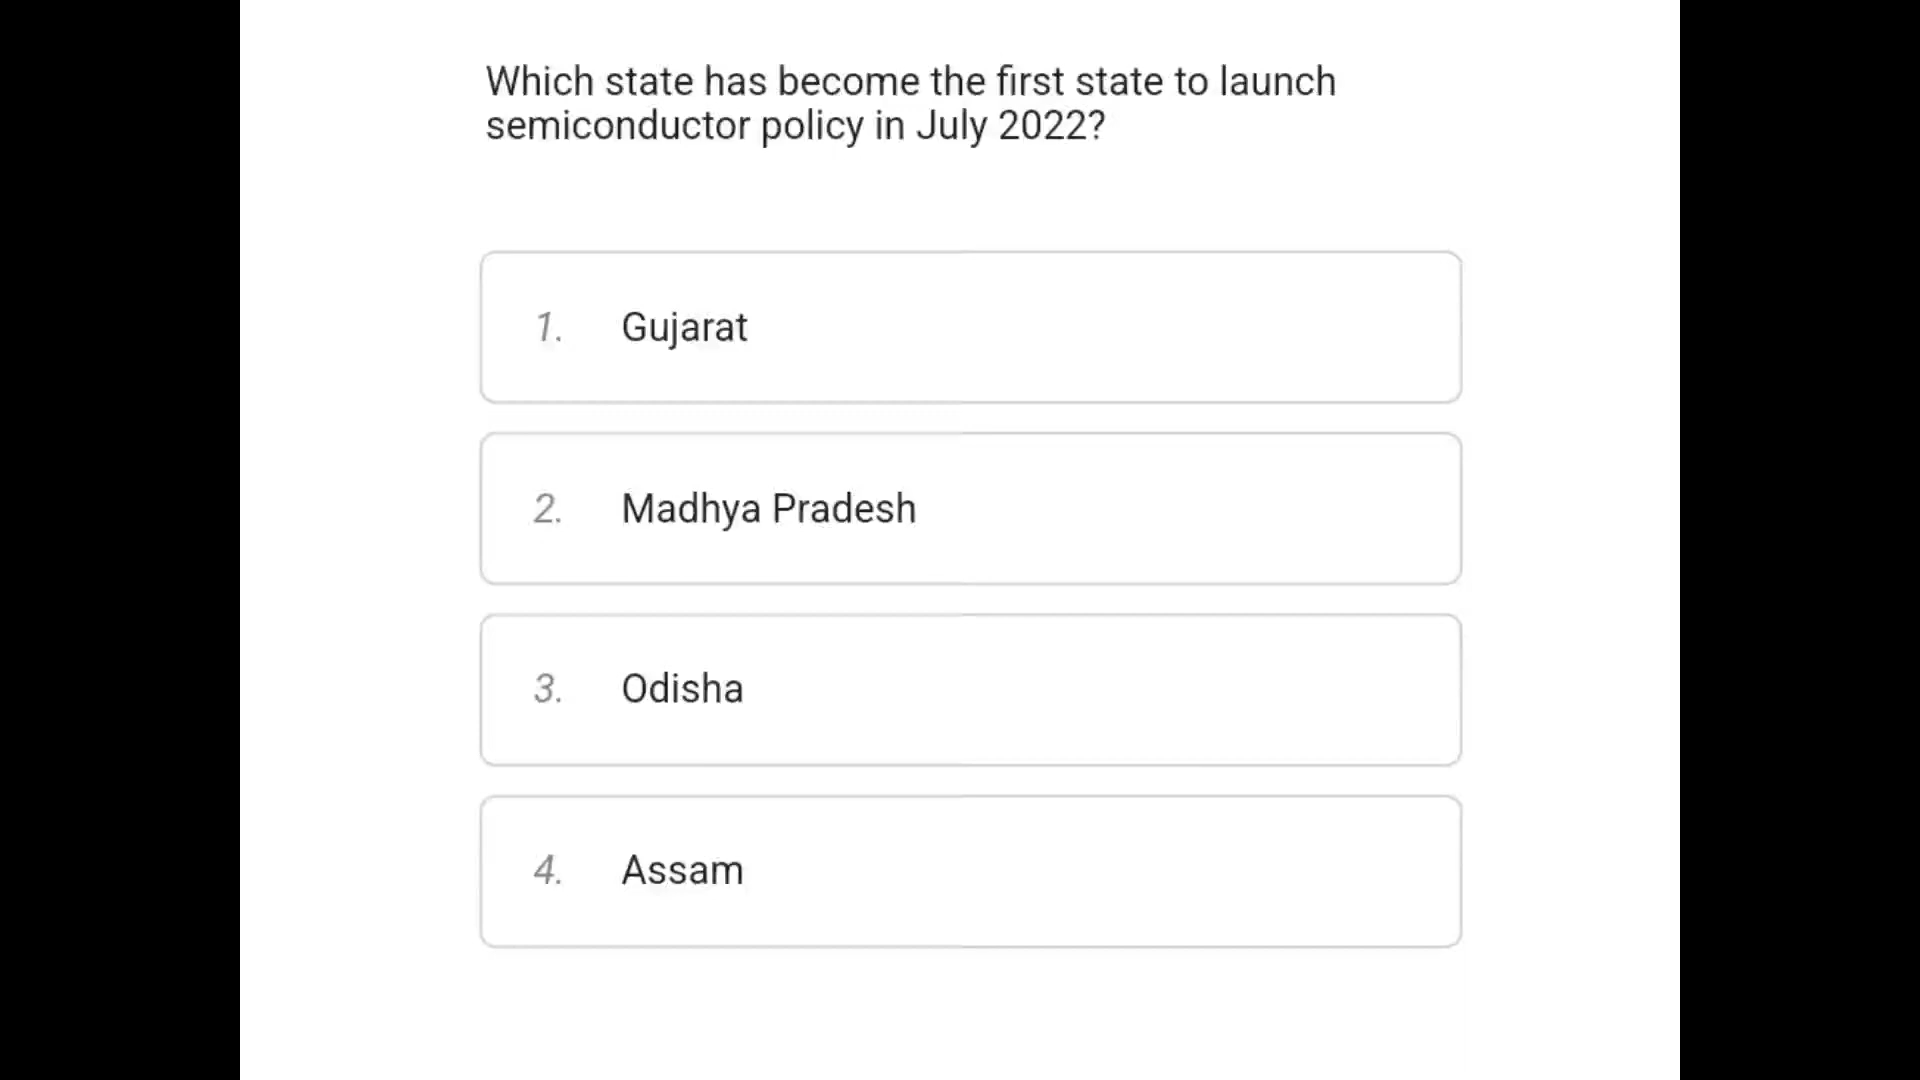 Which state has become the first state to launch
semiconductor policy in July 2022?
1. Gujarat
2. Madhya Pradesh
3. Odisha
4. Assam